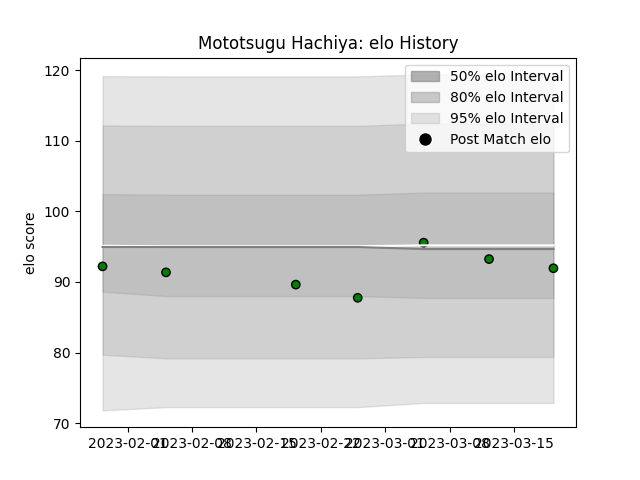 Mototsugu Hachiya: elo History
50% elo Interval
80% elo Interval
95% elo Interval
Post Match elo
elo score
120
110
100
90
80
70
2023-02-01 2023-02-08 2023-02-15 2023-02-22 2023-03-01 2023-03-08 2023-03-15